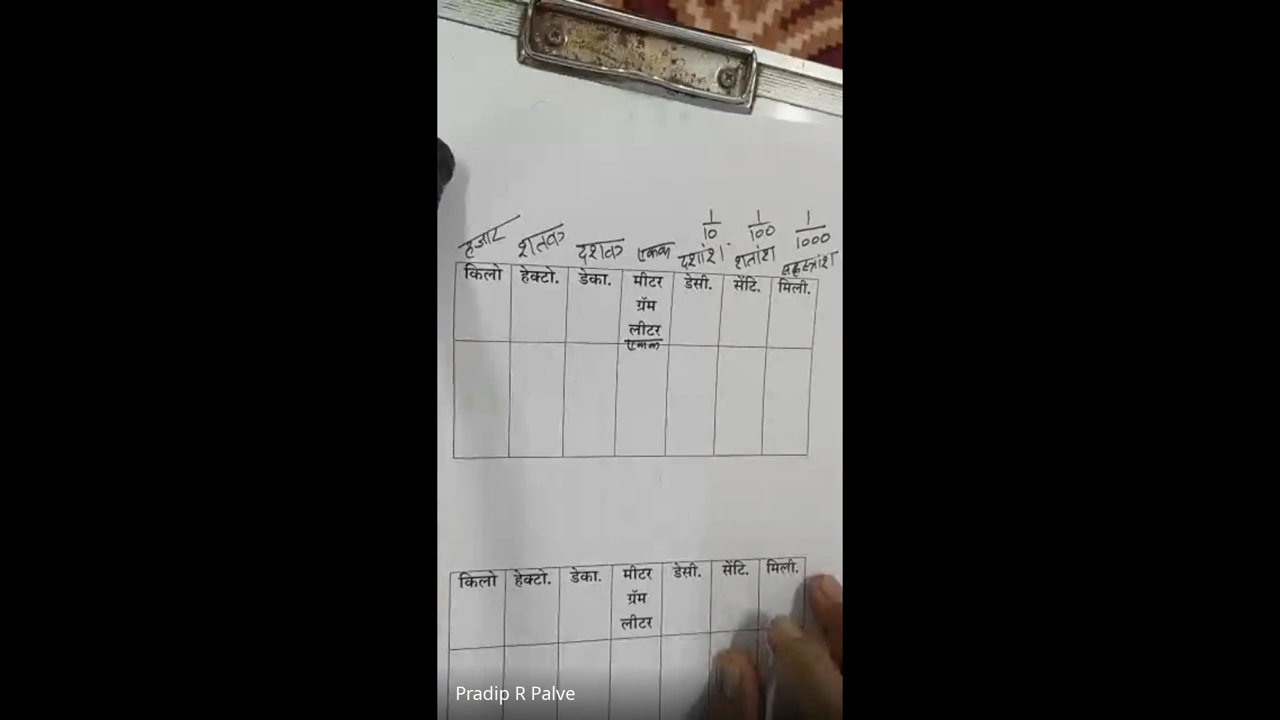 1/10 1/100 1/1000
हजार शतक दशक एकक दशांश शतांश सहस्त्रांश
किलो हेक्टो. डेका. मीटर डेसी. सेंटि. मिली.
ग्रॅम
लीटर
एकक
किलो हेक्टो. डेका. मीटर डेसी. सेंटि. मिली.
ग्रॅम
लीटर
Pradip R Palve